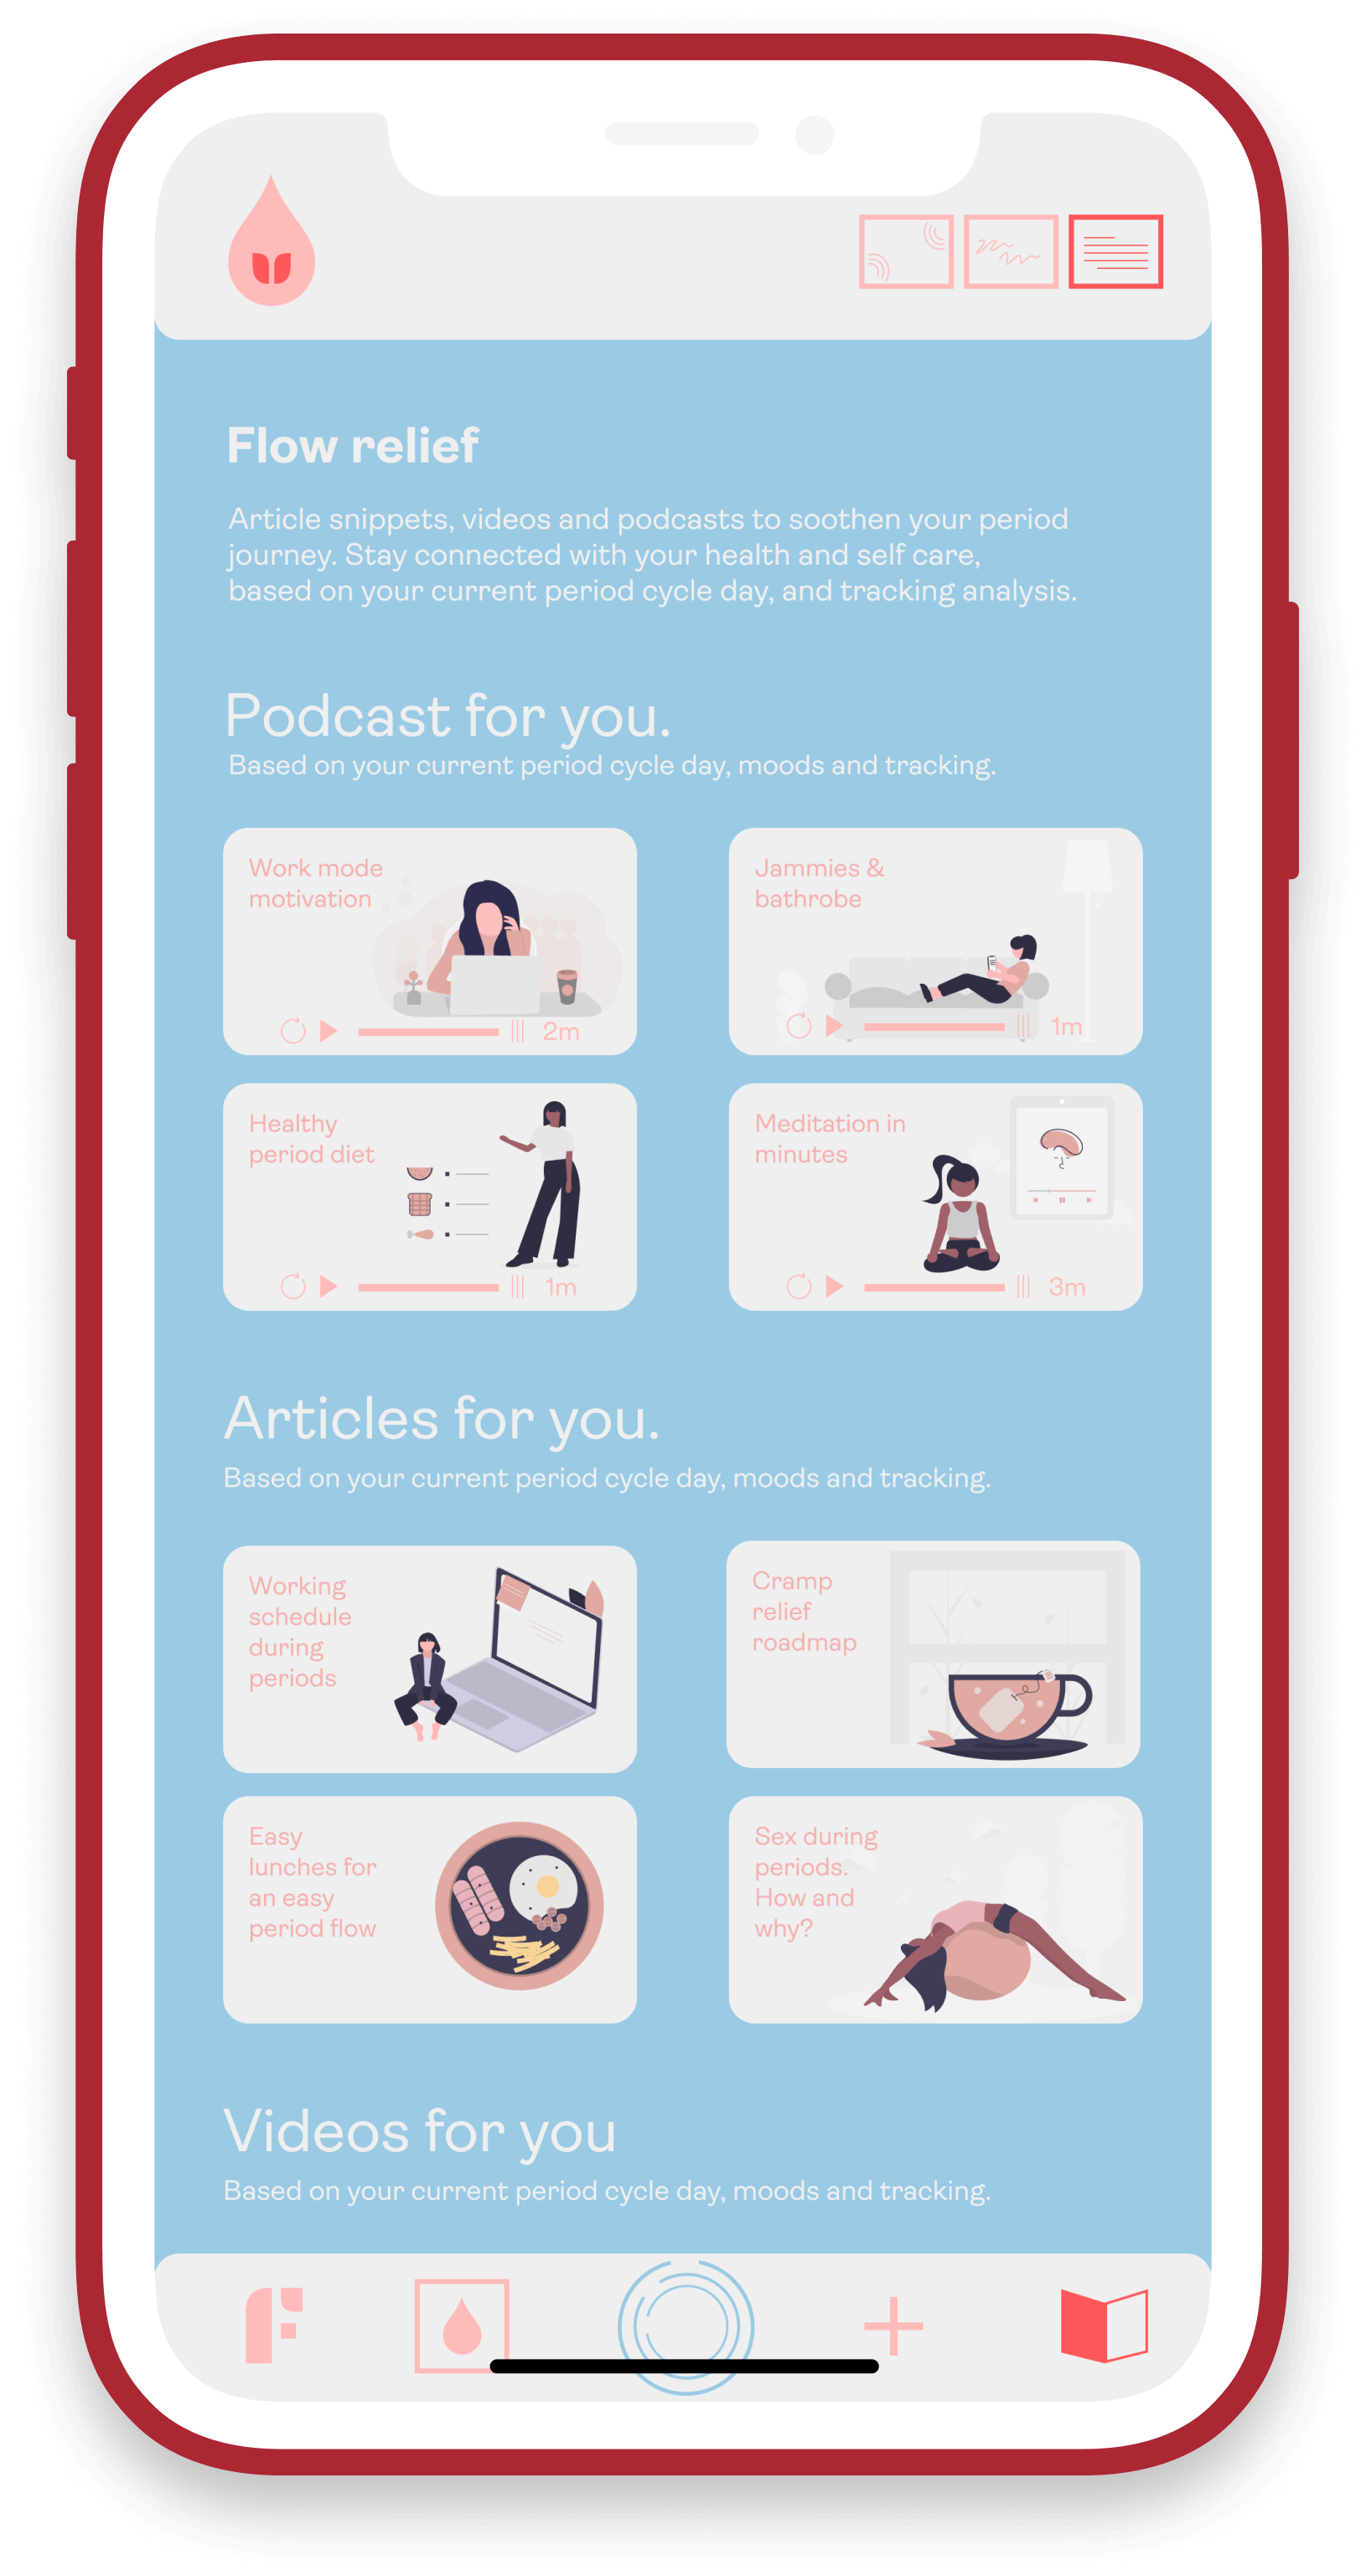 Flow relief
Article snippets, videos and podcasts to soothen your period
journey. Stay connected with your health and self care,
based on your current period cycle day, and tracking analysis.
Podcast for you.
Based on your current period cycle day, moods and tracking.
Work mode
motivation
2m
Jammies &
bathrobe
1m
Healthy
period diet
1m
Meditation in
minutes
3m
Articles for you.
Based on your current period cycle day, moods and tracking.
Working
schedule
during
periods
Cramp
relief
roadmap
Easy
lunches for
an easy
period flow
Sex during
periods.
How and
why?
Videos for you
Based on your current period cycle day, moods and tracking.
F